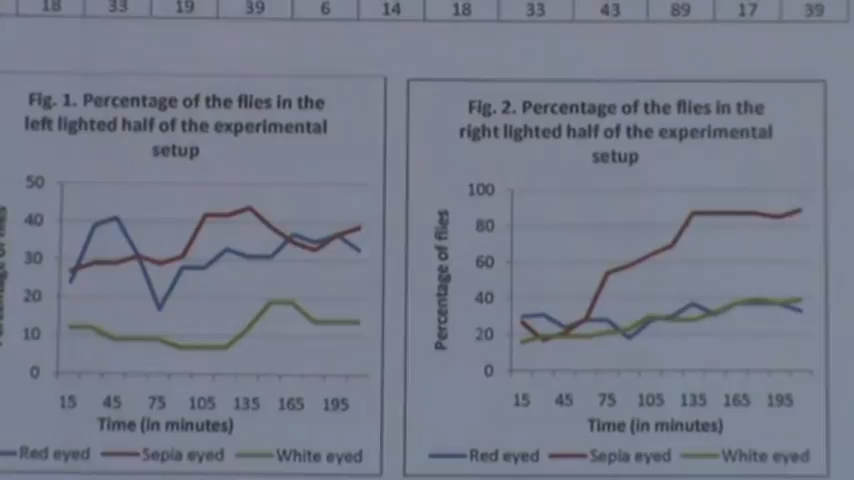 18 33 19 39 6 14 18 33 43 89 17 39
Fig. 1. Percentage of the flies in the
left lighted half of the experimental
setup
50
40
30
20
10
0
15 45 75 105 135 165 195
Time (in minutes)
Red eyed Sepia eyed White eyed
Fig. 2. Percentage of the flies in the
right lighted half of the experimental
setup
Percentage of flies
100
80
60
40
20
0
15 45 75 105 135 165 195
Time (in minutes)
Red eyed Sepia eyed White eyed